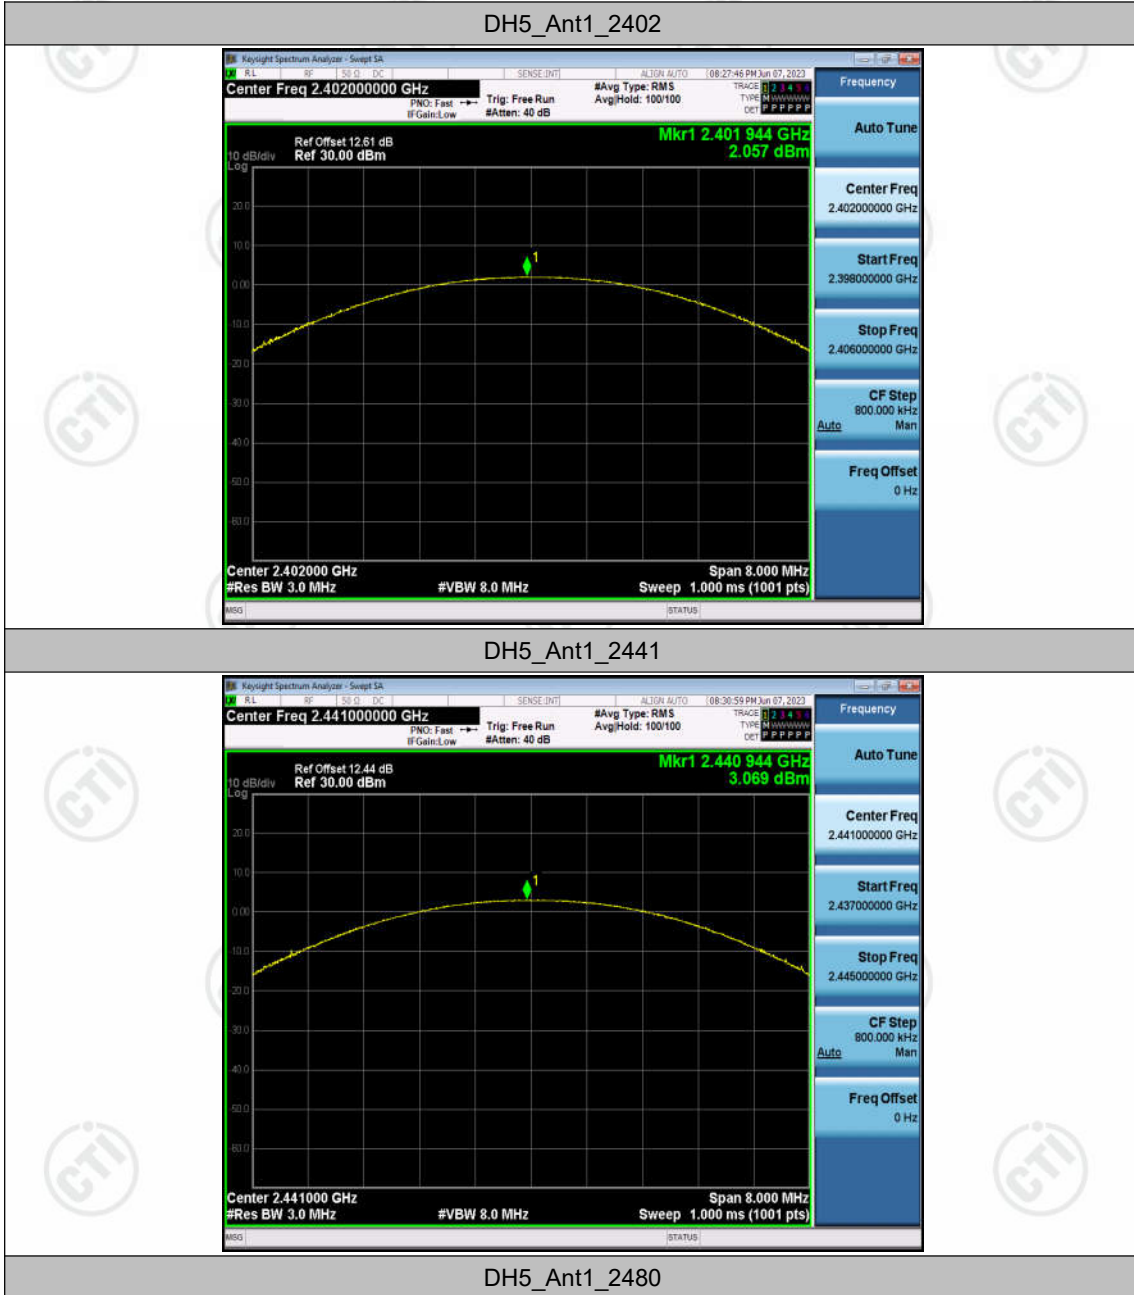 DH5_Ant1_2402
Keysight Spectrum Analyzer - Swept SA
RL RF 50 Ω DC SENSE:INT ALIGN AUTO 08:27:46 PM Jun 07, 2023
Center Freq 2.402000000 GHz
PNO: Fast
IFGain:Low
Trig: Free Run
#Atten: 40 dB
#Avg Type: RMS
Avg|Hold: 100/100
TRACE 1 2 3 4 5 6
TYPE M W W W W W
DET P P P P P P
Frequency
Auto Tune
Center Freq
2.402000000 GHz
Start Freq
2.398000000 GHz
Stop Freq
2.406000000 GHz
CF Step
800.000 kHz
Auto Man
Freq Offset
0 Hz
Mkr1 2.401 944 GHz
2.057 dBm
Ref Offset 12.61 dB
10 dB/div Ref 30.00 dBm
Log
20.0
10.0
0.00
-10.0
-20.0
-30.0
-40.0
-50.0
-60.0
1
Center 2.402000 GHz Span 8.000 MHz
#Res BW 3.0 MHz #VBW 8.0 MHz Sweep 1.000 ms (1001 pts)
MSG STATUS
DH5_Ant1_2441
Keysight Spectrum Analyzer - Swept SA
RL RF 50 Ω DC SENSE:INT ALIGN AUTO 08:30:59 PM Jun 07, 2023
Center Freq 2.441000000 GHz
PNO: Fast
IFGain:Low
Trig: Free Run
#Atten: 40 dB
#Avg Type: RMS
Avg|Hold: 100/100
TRACE 1 2 3 4 5 6
TYPE M W W W W W
DET P P P P P P
Frequency
Auto Tune
Center Freq
2.441000000 GHz
Start Freq
2.437000000 GHz
Stop Freq
2.445000000 GHz
CF Step
800.000 kHz
Auto Man
Freq Offset
0 Hz
Mkr1 2.440 944 GHz
3.069 dBm
Ref Offset 12.44 dB
10 dB/div Ref 30.00 dBm
Log
20.0
10.0
0.00
-10.0
-20.0
-30.0
-40.0
-50.0
-60.0
1
Center 2.441000 GHz Span 8.000 MHz
#Res BW 3.0 MHz #VBW 8.0 MHz Sweep 1.000 ms (1001 pts)
MSG STATUS
DH5_Ant1_2480
CTI
CTI
CTI
CTI
CTI
CTI